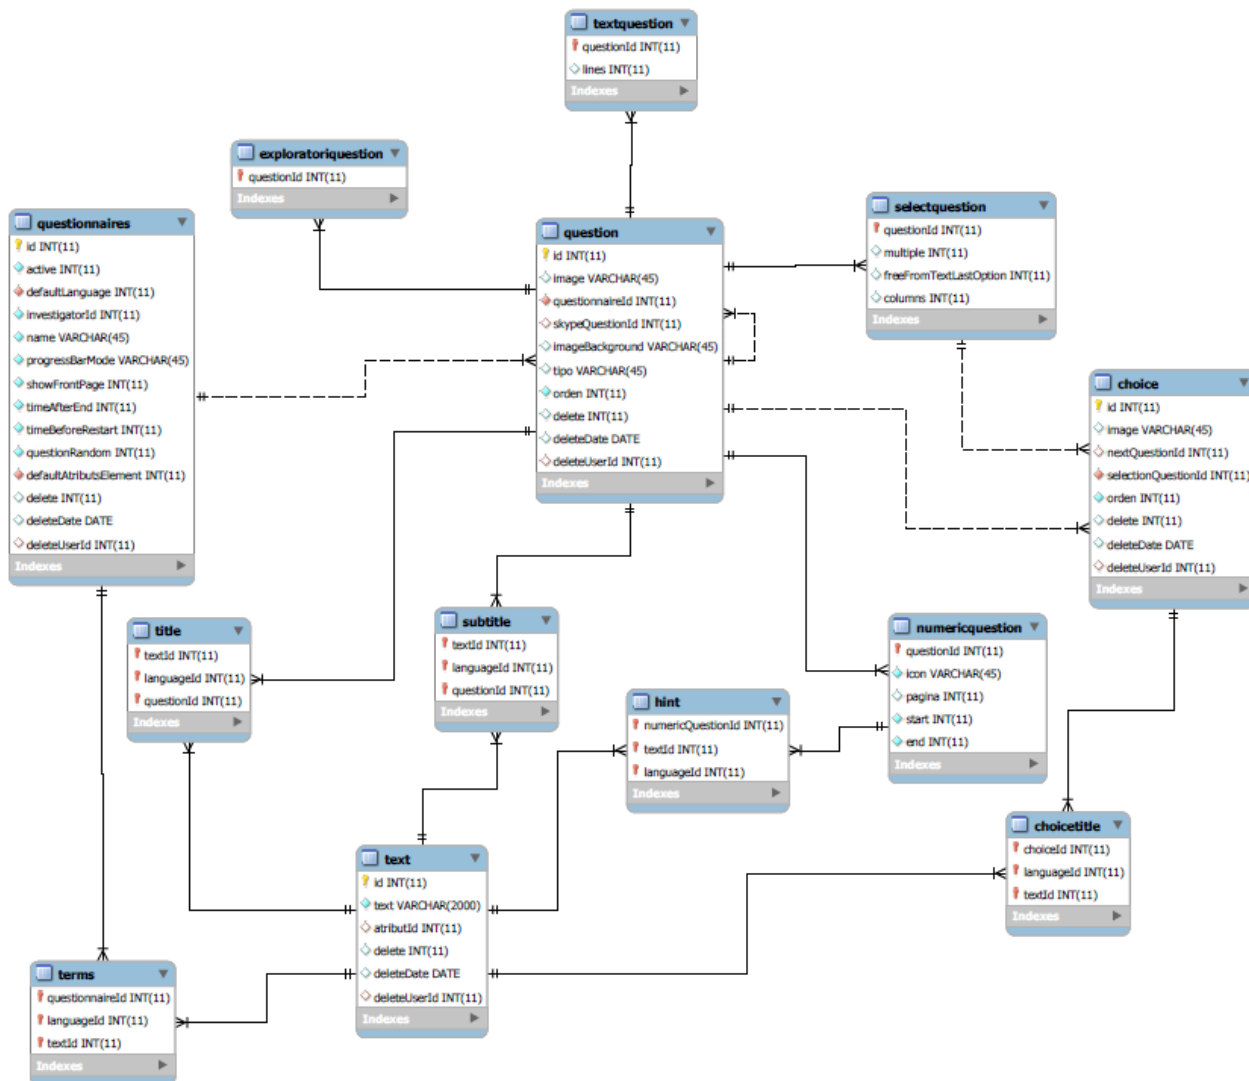 textquestion
questionId INT(11)
lines INT(11)
Indexes
exploratoriquestion
questionId INT(11)
Indexes
questionnaires
id INT(11)
active INT(11)
defaultLanguage INT(11)
investigatorId INT(11)
name VARCHAR(45)
progressBarMode VARCHAR(45)
showFrontPage INT(11)
timeAfterEnd INT(11)
timeBeforeRestart INT(11)
questionRandom INT(11)
defaultAtributsElement INT(11)
delete INT(11)
deleteDate DATE
deleteUserId INT(11)
Indexes
question
id INT(11)
image VARCHAR(45)
questionnaireId INT(11)
skypeQuestionId INT(11)
imageBackground VARCHAR(45)
tipo VARCHAR(45)
orden INT(11)
delete INT(11)
deleteDate DATE
deleteUserId INT(11)
Indexes
selectquestion
questionId INT(11)
multiple INT(11)
freeFromTextLastOption INT(11)
columns INT(11)
Indexes
choice
id INT(11)
image VARCHAR(45)
nextQuestionId INT(11)
selectionQuestionId INT(11)
orden INT(11)
delete INT(11)
deleteDate DATE
deleteUserId INT(11)
Indexes
title
textId INT(11)
languageId INT(11)
questionId INT(11)
Indexes
subtitle
textId INT(11)
languageId INT(11)
questionId INT(11)
Indexes
numericquestion
questionId INT(11)
icon VARCHAR(45)
pagina INT(11)
start INT(11)
end INT(11)
Indexes
hint
numericQuestionId INT(11)
textId INT(11)
languageId INT(11)
Indexes
choicetitle
choiceId INT(11)
languageId INT(11)
textId INT(11)
Indexes
text
id INT(11)
text VARCHAR(2000)
atributId INT(11)
delete INT(11)
deleteDate DATE
deleteUserId INT(11)
Indexes
terms
questionnaireId INT(11)
languageId INT(11)
textId INT(11)
Indexes